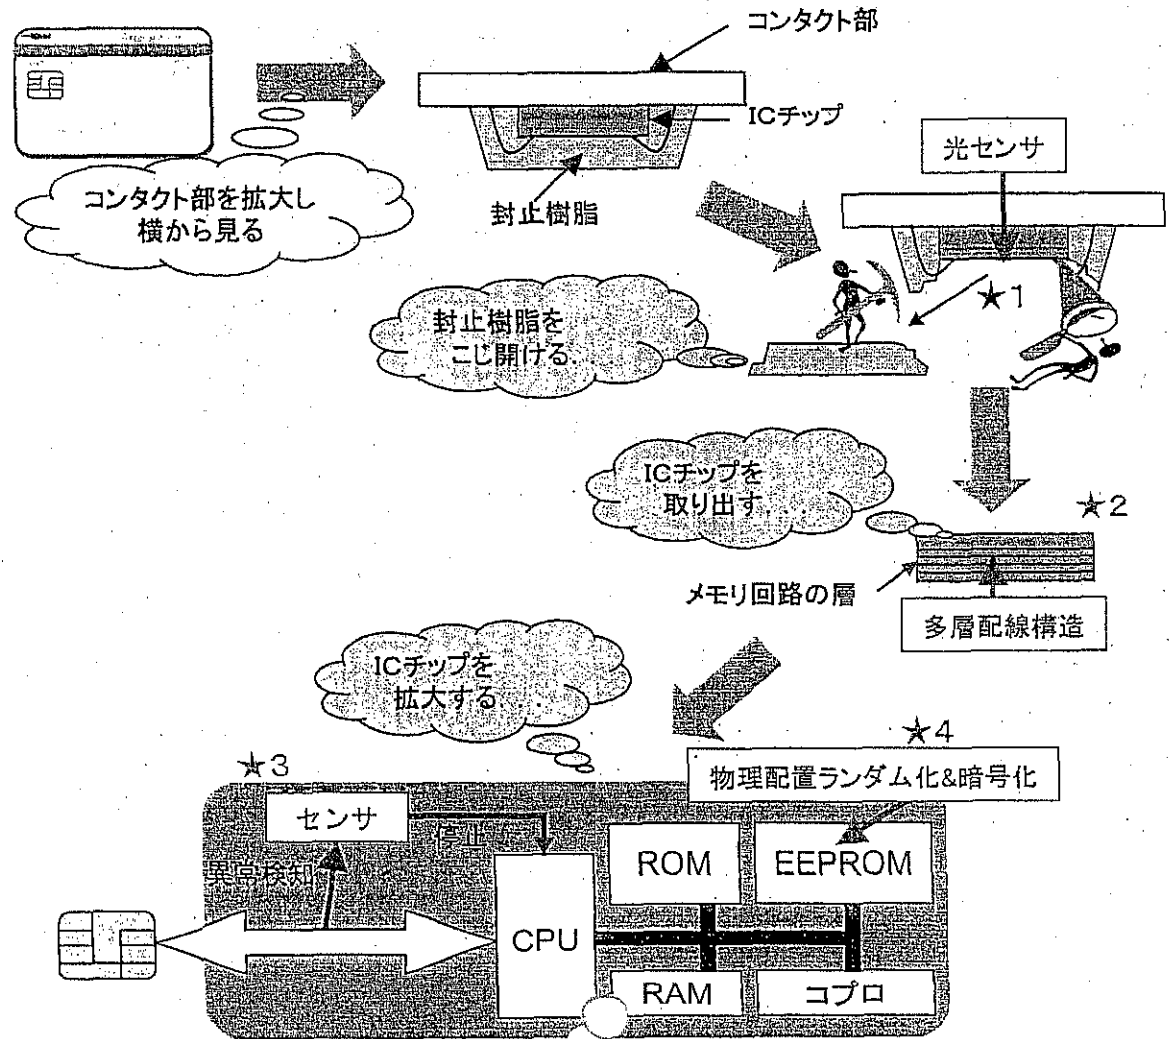 コンタクト部
ICチップ
コンタクト部を拡大し
横から見る
封止樹脂
光センサ
★1
封止樹脂を
こじ開ける. .
ICチップを
取り出す. . .
★2
メモリ回路の層
多層配線構造
ICチップを
拡大する. . .
★4
物理配置ランダム化&暗号化
★3
センサ
停止
異常検知
CPU
ROM
EEPROM
RAM
コプロ